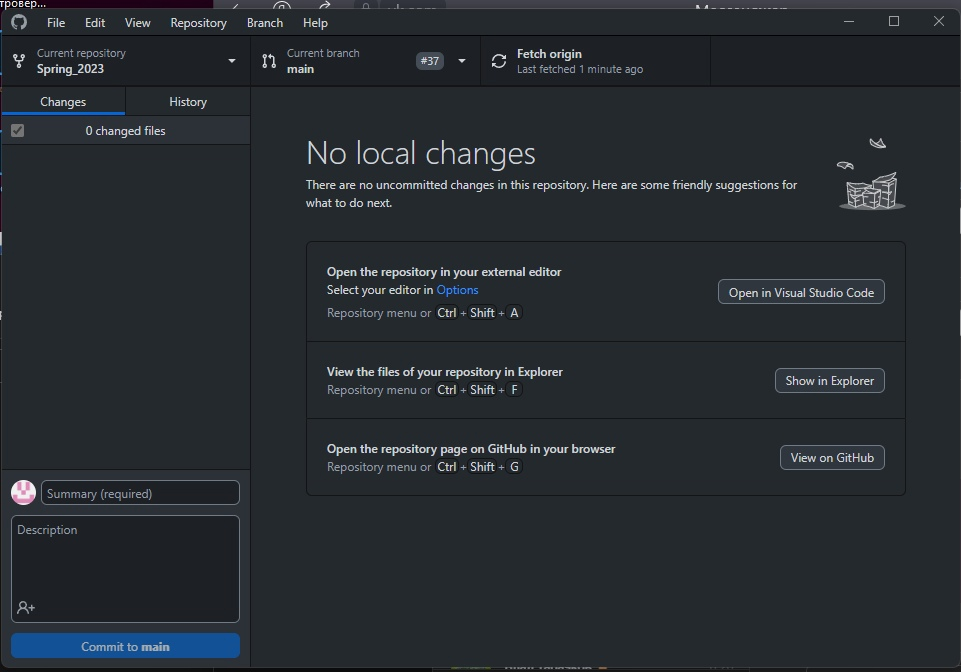 тровер...
File Edit View Repository Branch Help
Current repository
Spring_2023
Current branch
main
#37
Fetch origin
Last fetched 1 minute ago
Changes
History
0 changed files
No local changes
There are no uncommitted changes in this repository. Here are some friendly suggestions for
what to do next.
Open the repository in your external editor
Select your editor in Options
Repository menu or Ctrl + Shift + A
Open in Visual Studio Code
View the files of your repository in Explorer
Repository menu or Ctrl + Shift + F
Show in Explorer
Open the repository page on GitHub in your browser
Repository menu or Ctrl + Shift + G
View on GitHub
Summary (required)
Description
Commit to main